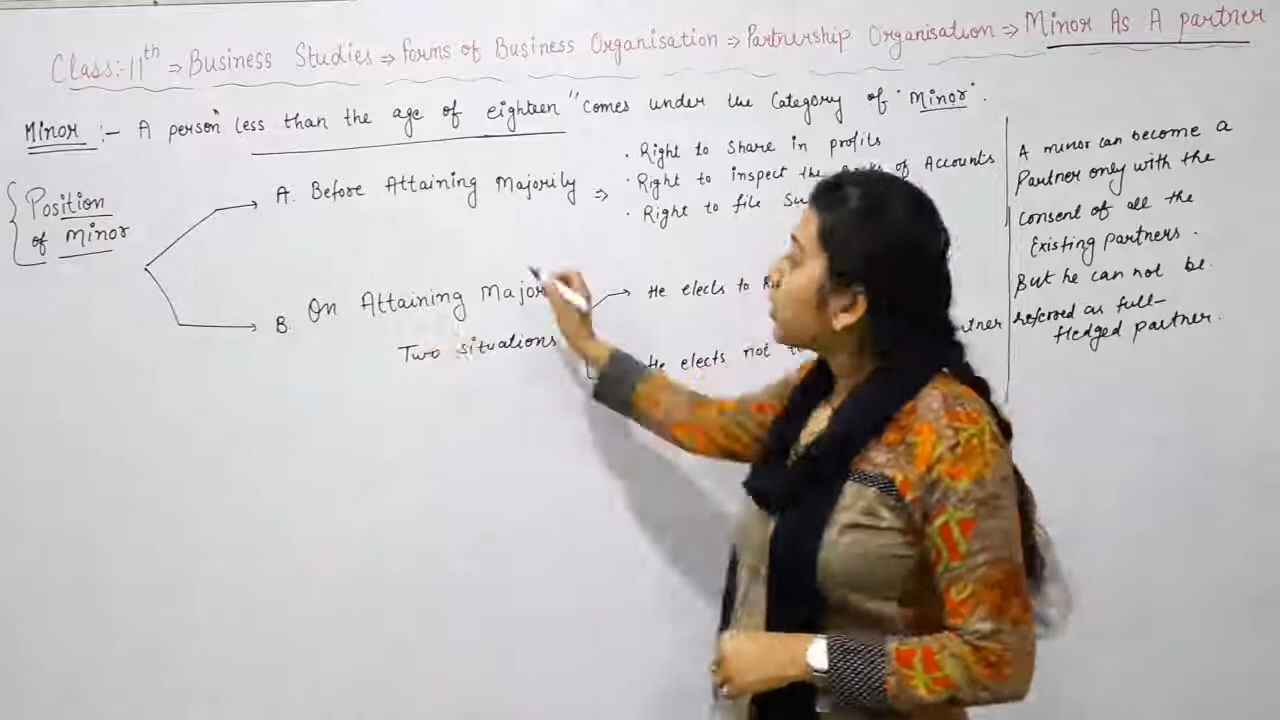 Class:-11th ⇒ Business Studies ⇒ forms of Business Organisation ⇒ Partnership Organisation ⇒ Minor As A partner
Minor :- A person less than the age of eighteen "comes under the Category of 'Minor'.
Position
of Minor
A. Before Attaining Majorily ⇒
· Right to share in profits
· Right to inspect the of Accounts
· Right to file
B. On Attaining
Two situations
He elects to
He elects not
A minor can become a
Partner only with the
consent of all the
Existing partners.
But he can not be.
referred as full-
fledged partner.